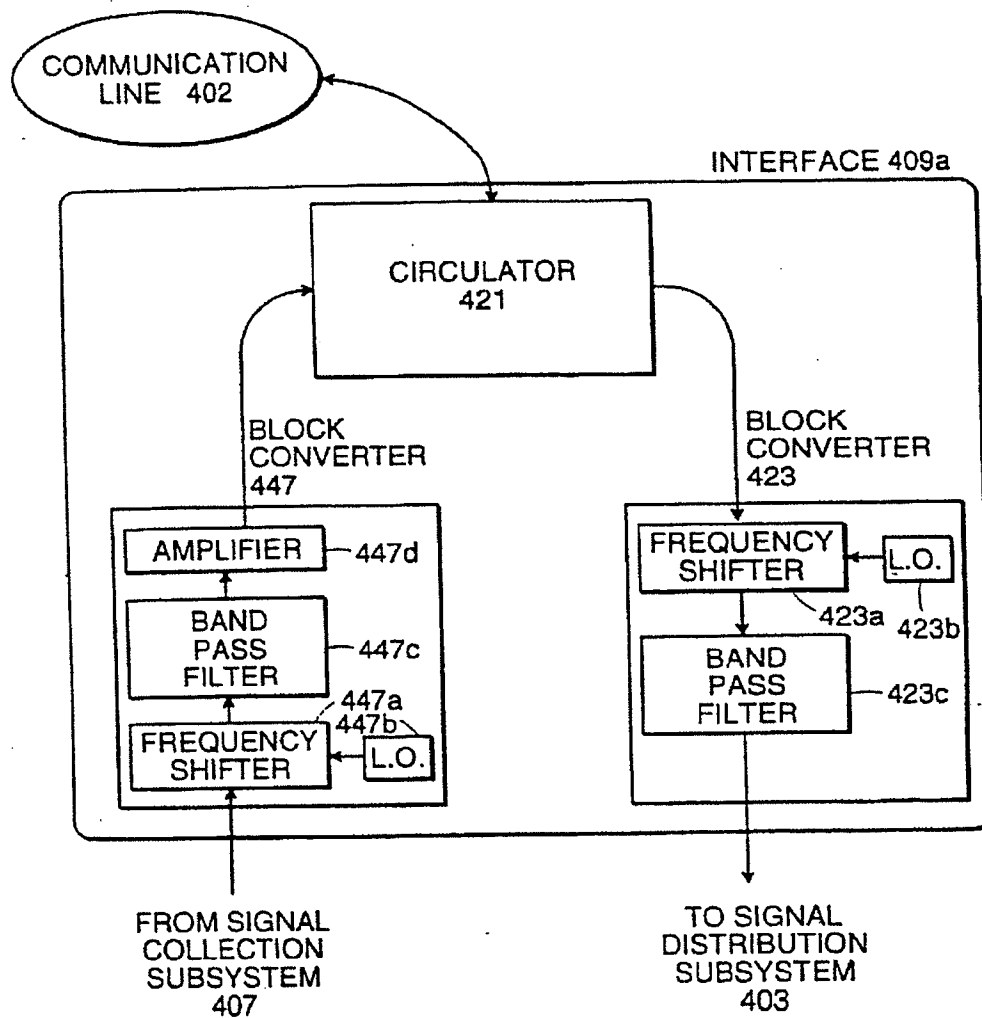 COMMUNICATION
LINE 402
INTERFACE 409a
CIRCULATOR
421
BLOCK
CONVERTER
447
BLOCK
CONVERTER
423
AMPLIFIER
447d
BAND
PASS
FILTER
447c
447a
447b
FREQUENCY
SHIFTER
L.O.
FREQUENCY
SHIFTER
L.O.
423a
423b
BAND
PASS
FILTER
423c
FROM SIGNAL
COLLECTION
SUBSYSTEM
407
TO SIGNAL
DISTRIBUTION
SUBSYSTEM
403